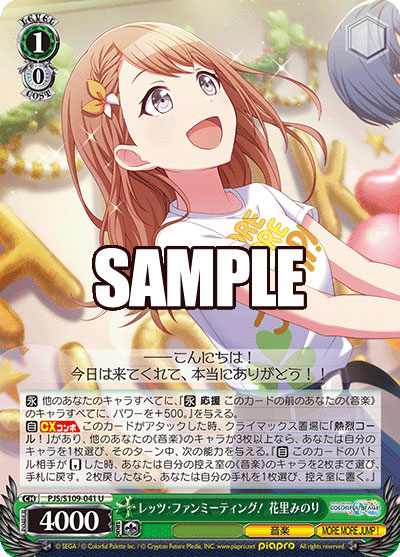 LEVEL
1
0
COST
SAMPLE
――こんにちは!
今日は来てくれて、本当にありがとう!!
永 他のあなたのキャラすべてに、『永 応援 このカードの前のあなたの《音楽》
のキャラすべてに、パワーを+500。』を与える。
自 CXコンボ このカードがアタックした時、クライマックス置場に「熱烈コー
ル!」があり、他のあなたの《音楽》のキャラが3枚以上なら、あなたは自分
のキャラを1枚選び、そのターン中、次の能力を与える。『自 このカードのバ
トル相手が した時、あなたは自分の控え室の《音楽》のキャラを2枚まで選び、
手札に戻す。2枚戻したなら、あなたは自分の手札を1枚選び、控え室に置く。』
CH PJS/S109-041 U
レッツ・ファンミーティング! 花里みのり
4000
音楽
MORE MORE JUMP!
© SEGA / © Colorful Palette Inc. / © Crypton Future Media, INC. www.piapro.net piapro